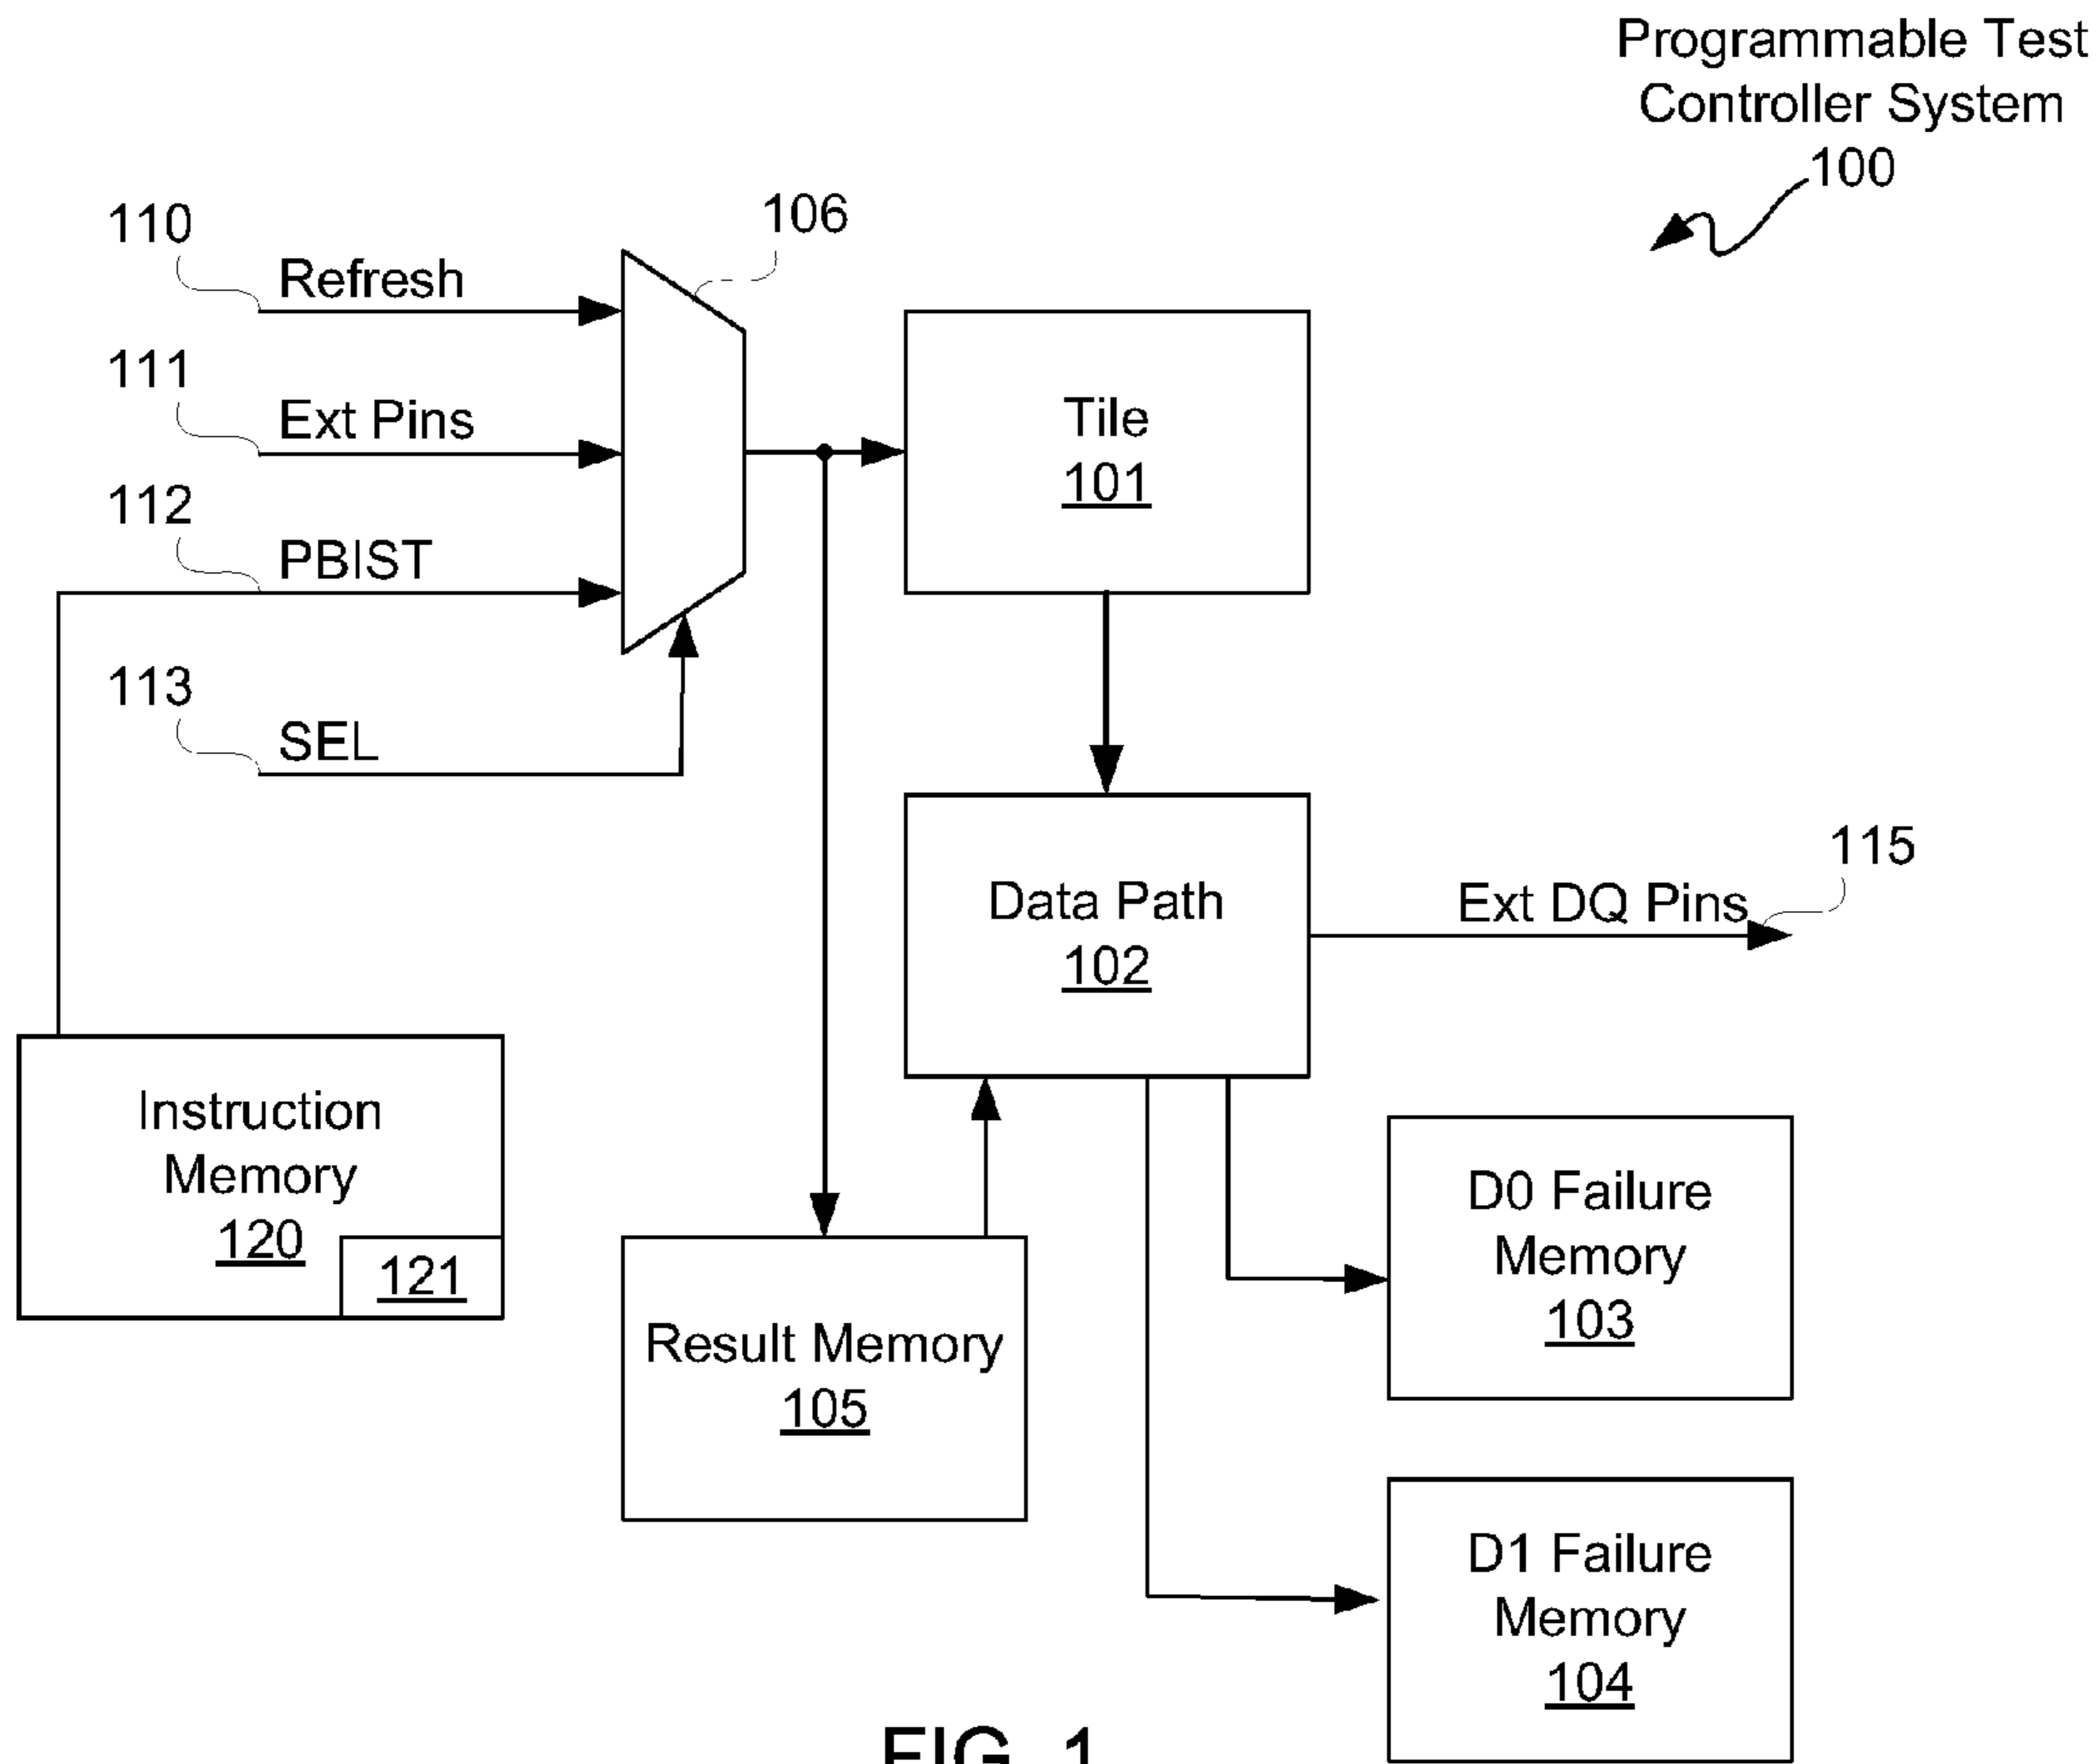 Programmable Test
Controller System
100
110
Refresh
106
111
Ext Pins
112
PBIST
113
SEL
Tile
101
Data Path
102
115
Ext DQ Pins
Instruction
Memory
120
121
Result Memory
105
D0 Failure
Memory
103
D1 Failure
Memory
104
FIG. 1